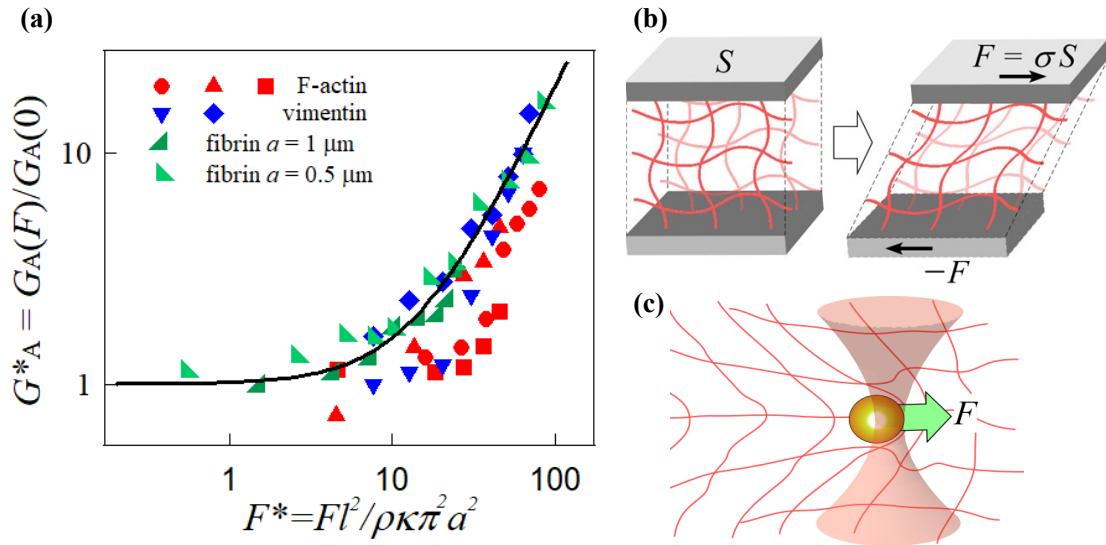 (a)
G*A = GA(F)/GA(0)
10
1
F-actin
vimentin
fibrin a = 1 μm
fibrin a = 0.5 μm
1
10
100
F*=Fl²/ρκπ²a²
(b)
S
F = σS
−F
(c)
F